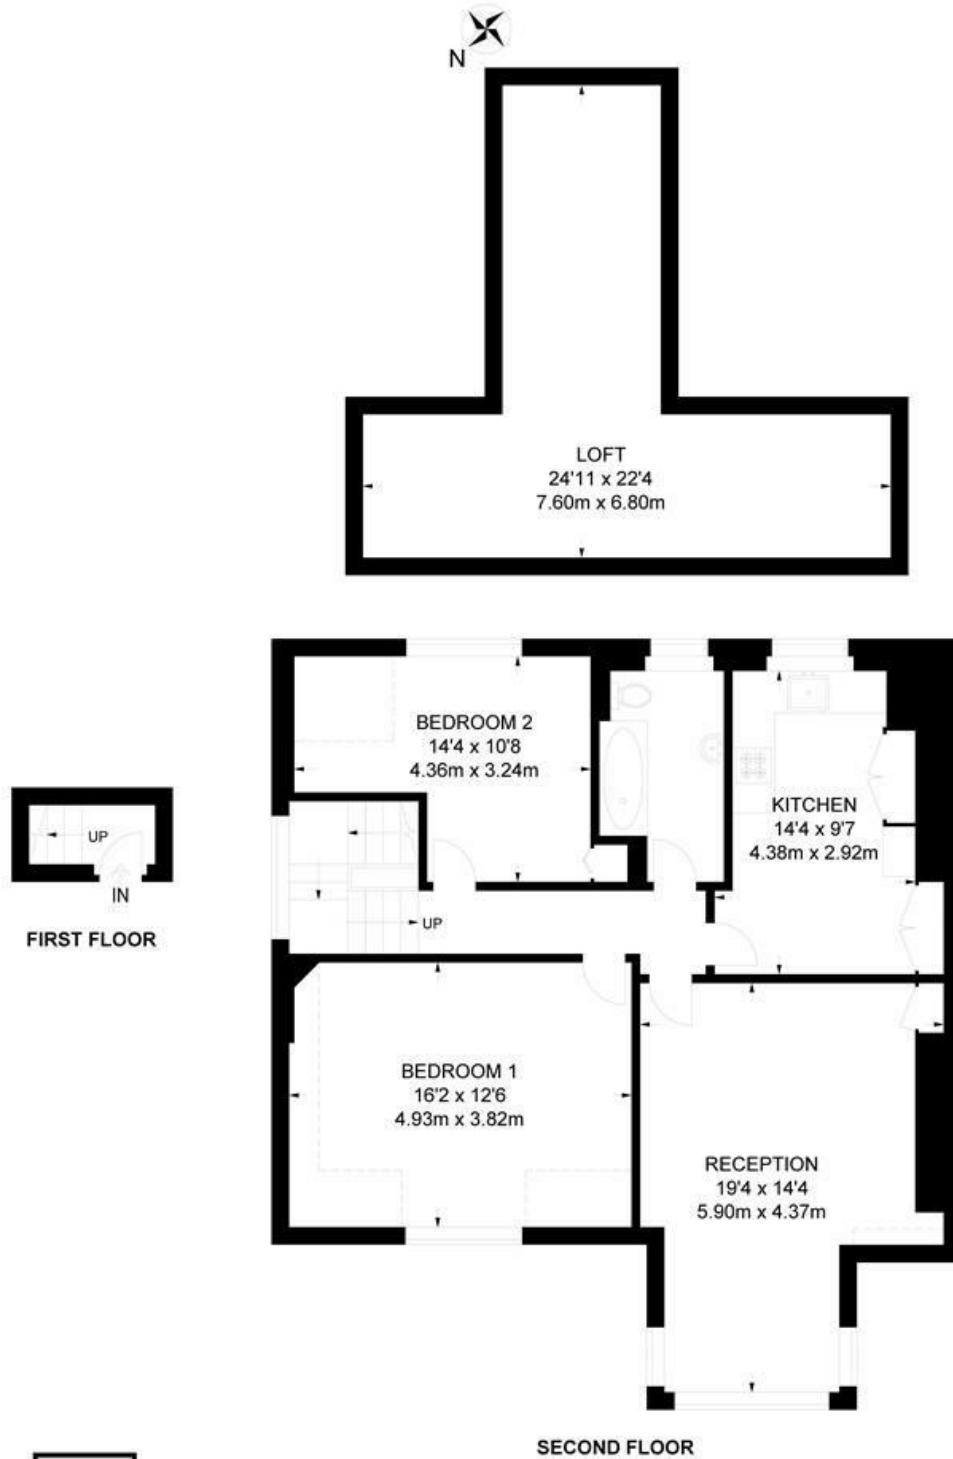 N
LOFT
24'11 x 22'4
7.60m x 6.80m
BEDROOM 2
14'4 x 10'8
4.36m x 3.24m
KITCHEN
14'4 x 9'7
4.38m x 2.92m
UP
IN
FIRST FLOOR
UP
BEDROOM 1
16'2 x 12'6
4.93m x 3.82m
RECEPTION
19'4 x 14'4
5.90m x 4.37m
SECOND FLOOR